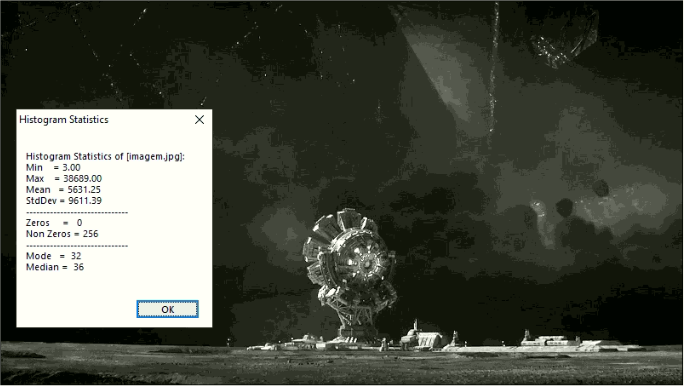 Histogram Statistics
Histogram Statistics of [imagem.jpg]:
Min = 3.00
Max = 38689.00
Mean = 5631.25
StdDev = 9611.39
-----------------------------
Zeros = 0
Non Zeros = 256
-----------------------------
Mode = 32
Median = 36
OK